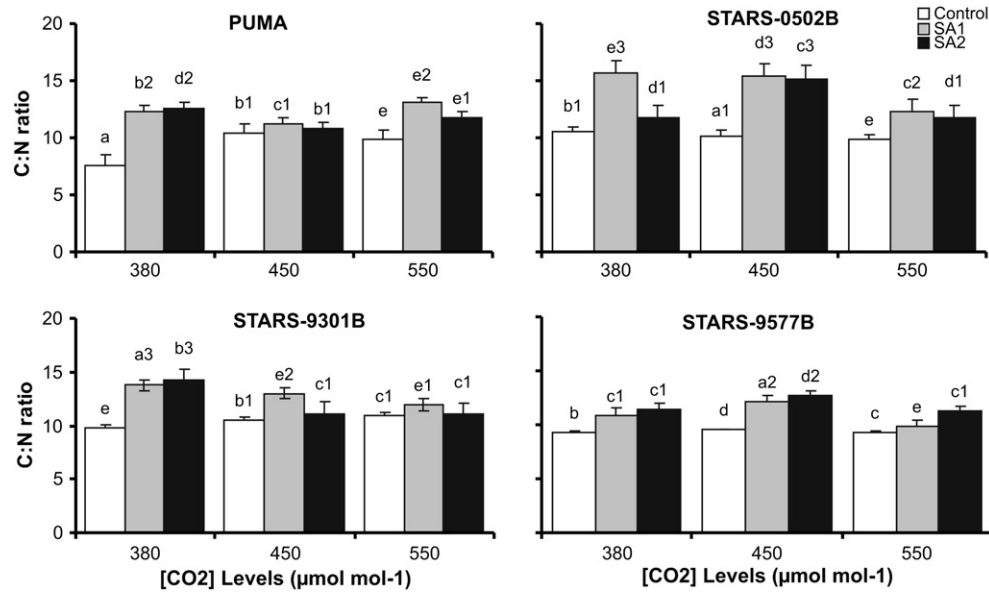 PUMA
STARS-0502B
Control
SA1
SA2
C:N ratio
20
15
10
5
0
a b2 d2 b1 c1 b1 e e2 e1
380 450 550
b1 e3 d1 a1 d3 c3 e c2 d1
380 450 550
STARS-9301B
STARS-9577B
C:N ratio
20
15
10
5
0
e a3 b3 b1 e2 c1 c1 e1 c1
380 450 550
[CO2] Levels (µmol mol-1)
b c1 c1 d a2 d2 c e c1
380 450 550
[CO2] Levels (µmol mol-1)